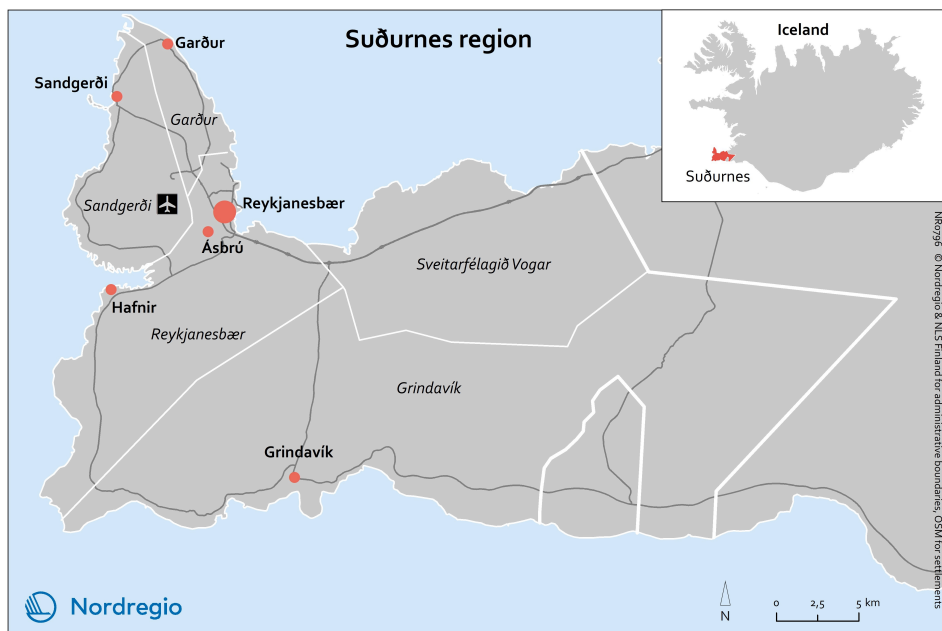 Suðurnes region
Iceland
Suðurnes
Garður
Sandgerði
Garður
Sandgerði
Reykjanesbær
Ásbrú
Sveitarfélagið Vogar
Hafnir
Reykjanesbær
Grindavík
Grindavík
NR0796 © Nordregio & NLS Finland for administrative boundaries, OSM for settlements
Nordregio
N
0 2,5 5 km